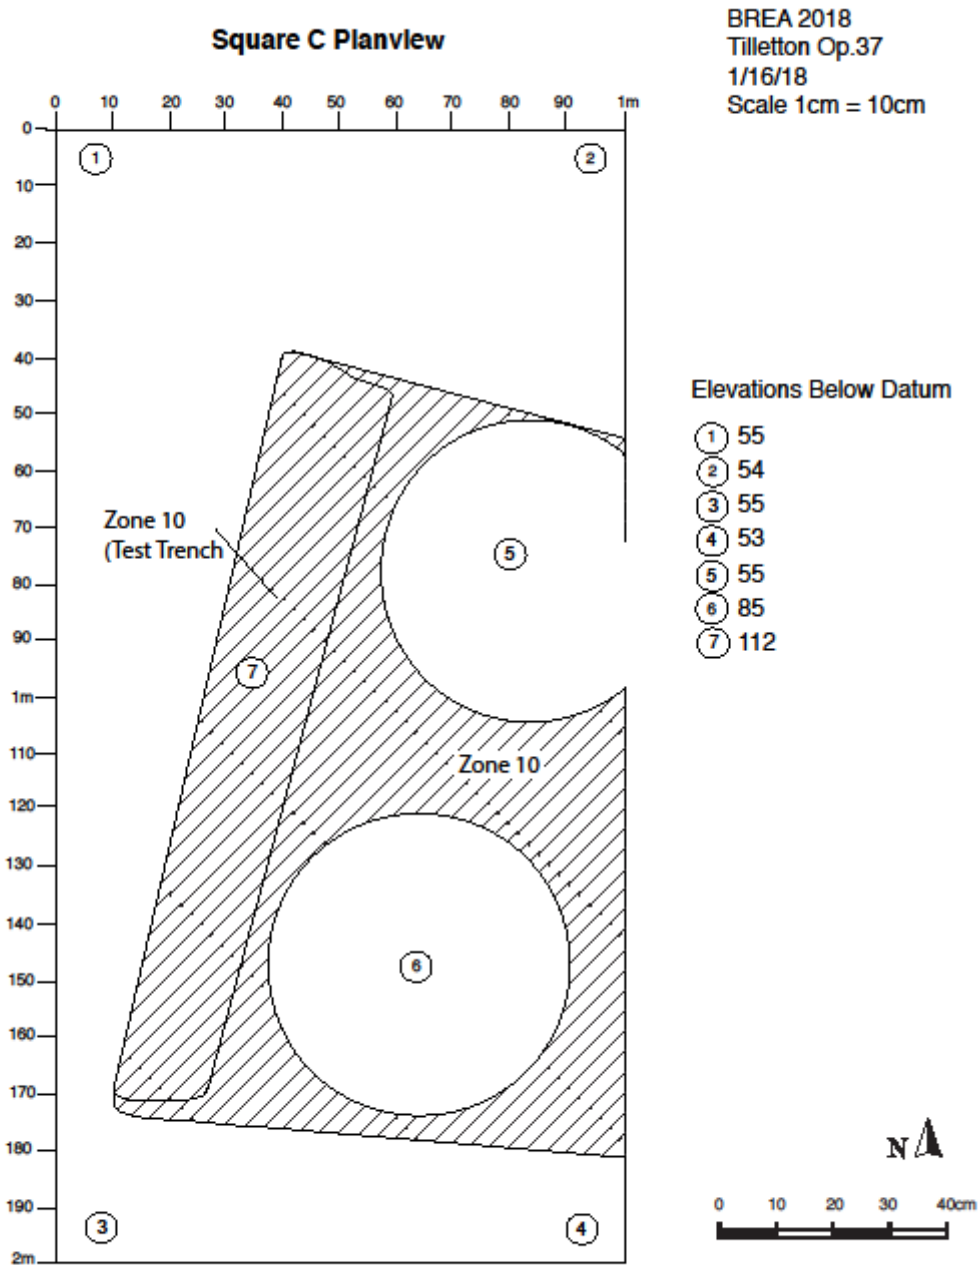 Square C Planview
BREA 2018
Tilletton Op.37
1/16/18
Scale 1cm = 10cm
0 10 20 30 40 50 60 70 80 90 1m
0
10
20
30
40
50
60
70
80
90
1m
110
120
130
140
150
160
170
180
190
2m
1 2
5
Zone 10
(Test Trench
7
Zone 10
6
3 4
Elevations Below Datum
1 55
2 54
3 55
4 53
5 55
6 85
7 112
N
0 10 20 30 40cm